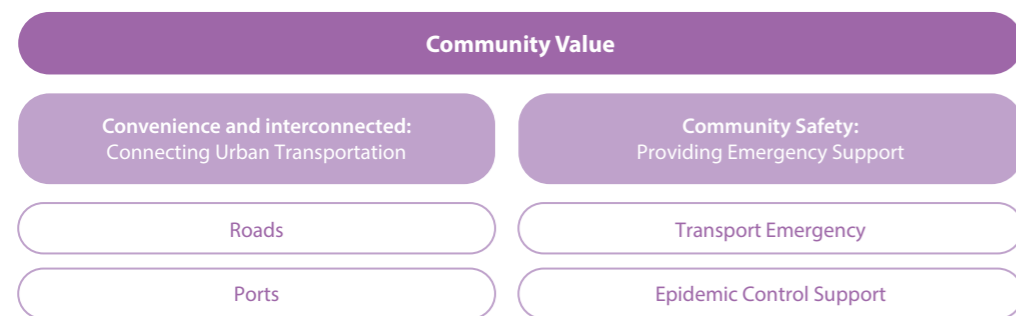 Community Value
Convenience and interconnected:
Connecting Urban Transportation
Community Safety:
Providing Emergency Support
Roads
Transport Emergency
Ports
Epidemic Control Support